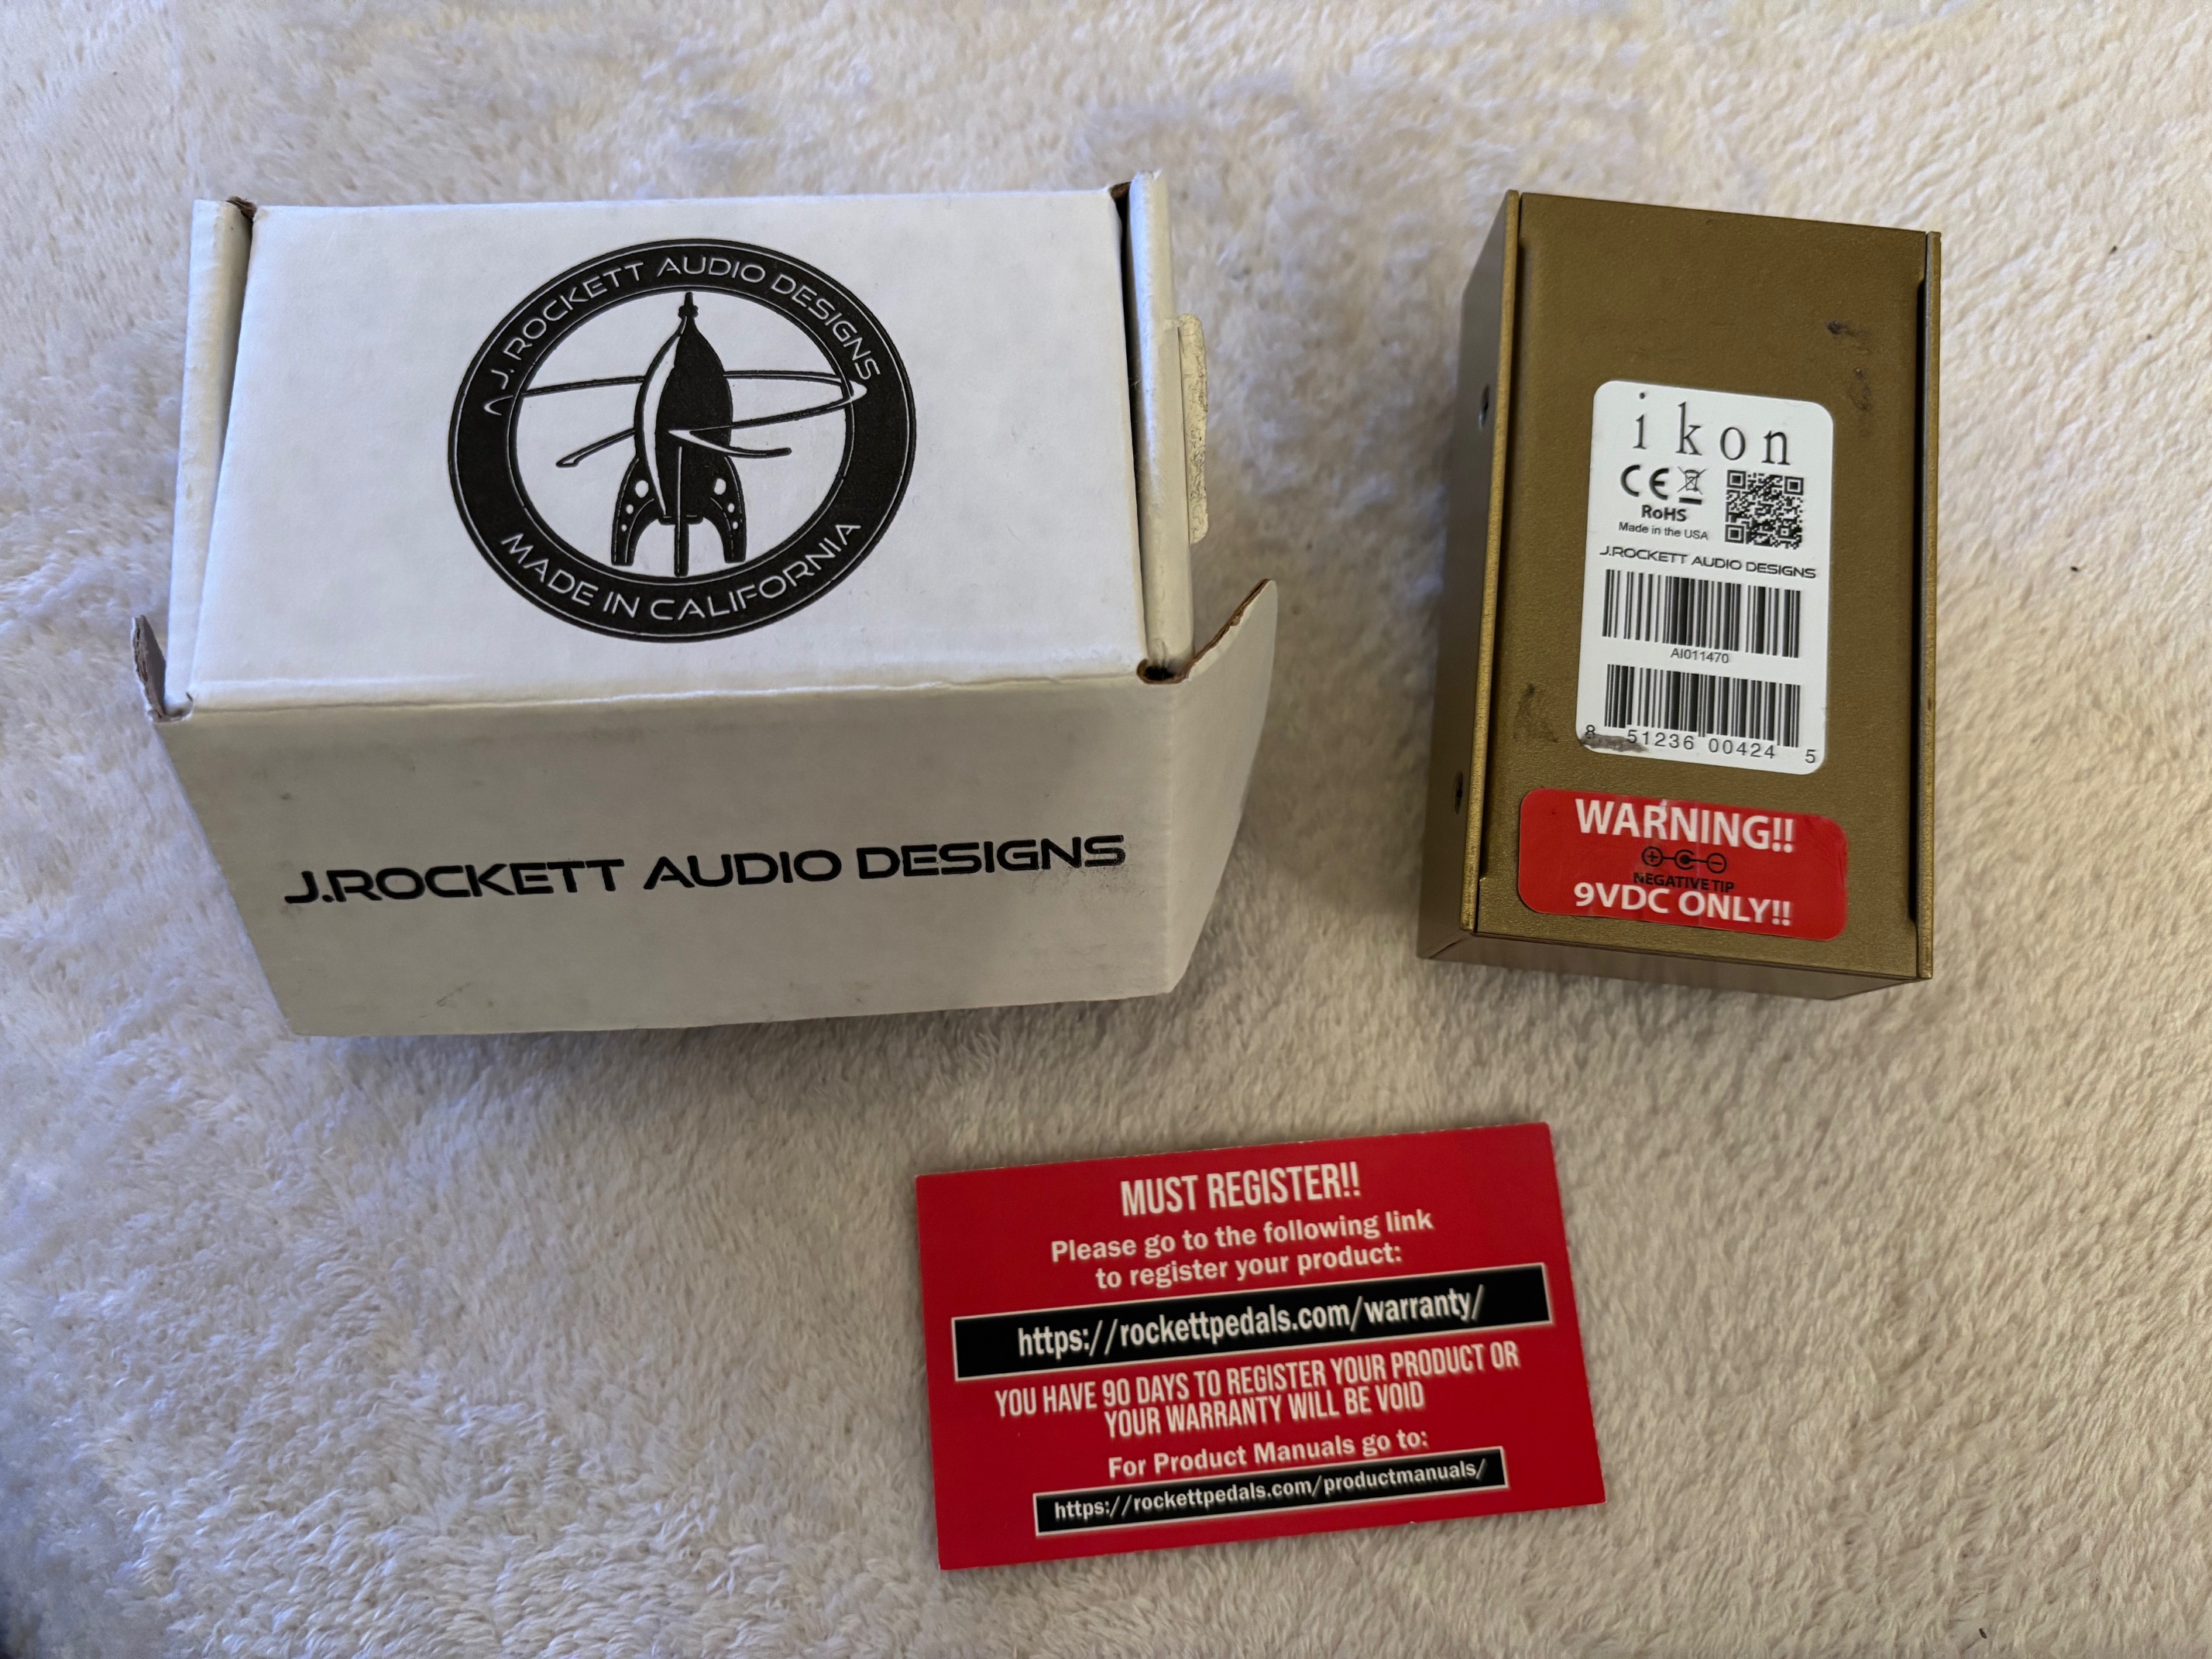 J. ROCKETT AUDIO DESIGNS
MADE IN CALIFORNIA
J.ROCKETT AUDIO DESIGNS
ikon
CE
RoHS
Made in the USA
J.ROCKETT AUDIO DESIGNS
AI011470
8 51236 00424 5
WARNING!!
NEGATIVE TIP
9VDC ONLY!!
MUST REGISTER!!
Please go to the following link
to register your product:
https://rockettpedals.com/warranty/
YOU HAVE 90 DAYS TO REGISTER YOUR PRODUCT OR
YOUR WARRANTY WILL BE VOID
For Product Manuals go to:
https://rockettpedals.com/productmanuals/